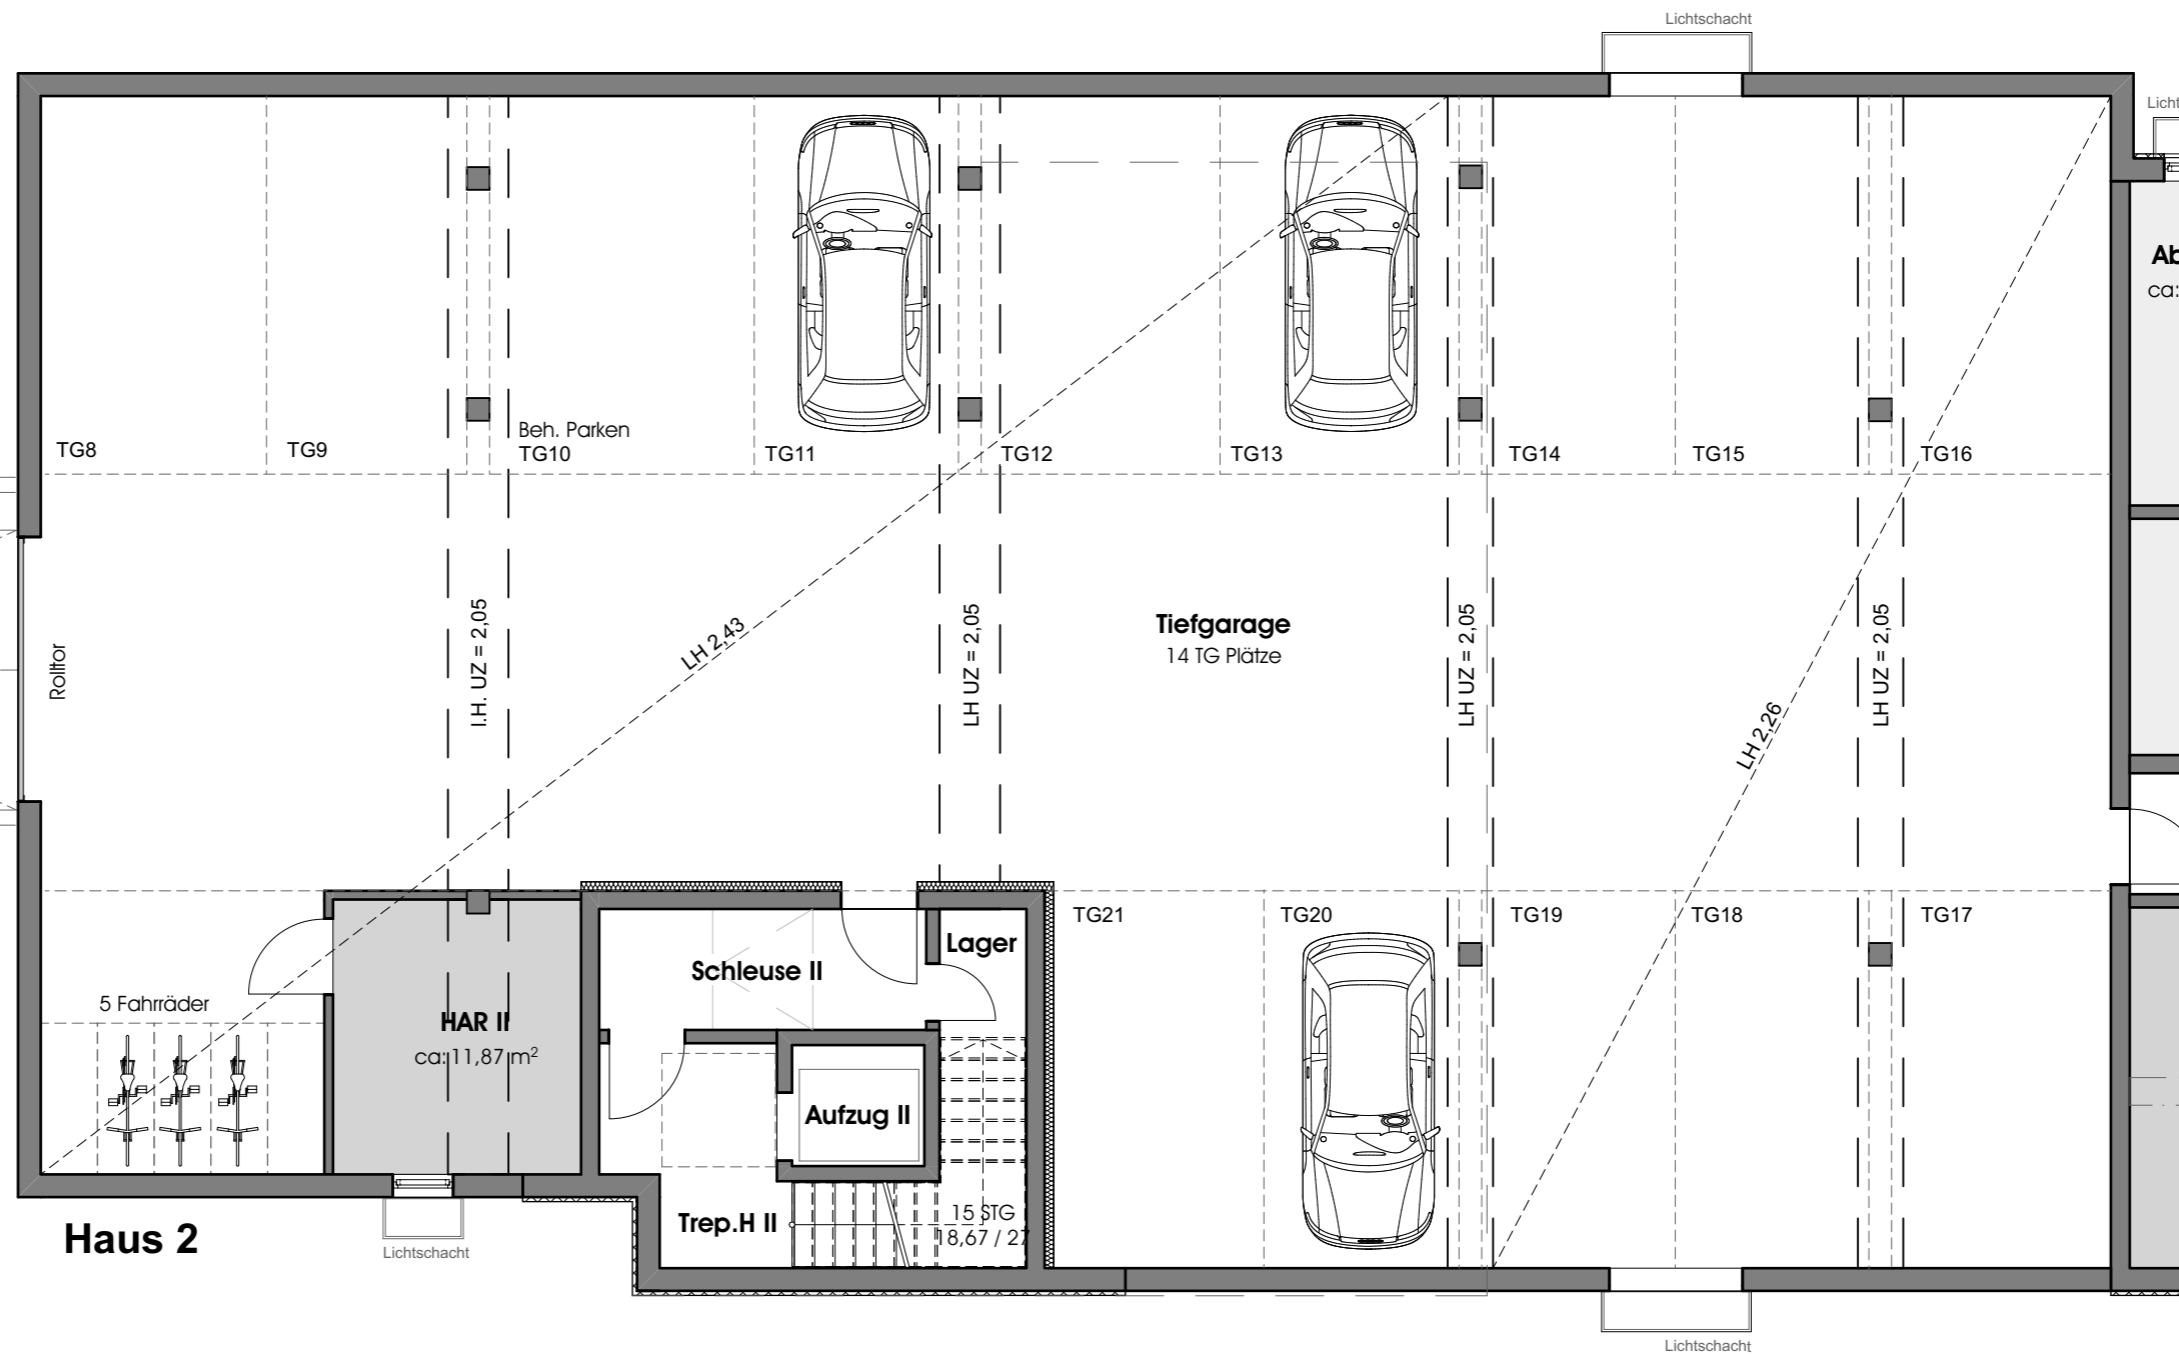 Lichtschacht
Licht
Ab
ca:
Beh. Parken
TG8
TG9
TG10
TG11
TG12
TG13
TG14
TG15
TG16
Rolltor
I.H. UZ = 2,05
LH 2,43
LH UZ = 2,05
Tiefgarage
14 TG Plätze
LH UZ = 2,05
LH 2,26
LH UZ = 2,05
TG21
TG20
TG19
TG18
TG17
Lager
Schleuse II
5 Fahrräder
HAR II
ca: 11,87 m²
Aufzug II
Trep.H II
15 STG
18,67 / 27
Haus 2
Lichtschacht
Lichtschacht